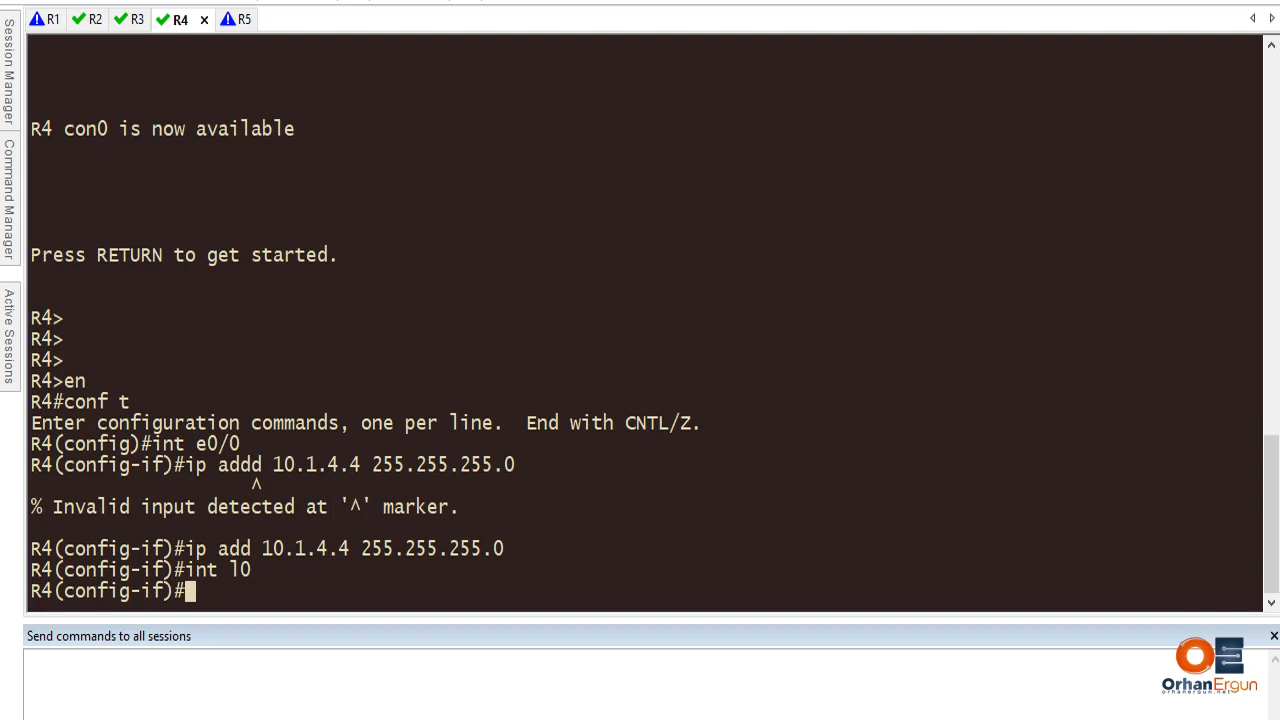 R1
R2
R3
R4
R5
Session Manager
Command Manager
Active Sessions
R4 con0 is now available
Press RETURN to get started.
R4>
R4>
R4>
R4>en
R4#conf t
Enter configuration commands, one per line.  End with CNTL/Z.
R4(config)#int e0/0
R4(config-if)#ip addd 10.1.4.4 255.255.255.0
^
% Invalid input detected at '^' marker.
R4(config-if)#ip add 10.1.4.4 255.255.255.0
R4(config-if)#int l0
R4(config-if)#
Send commands to all sessions
OE
OrhanErgun
orhanergun.net